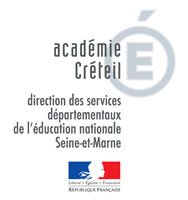 académie
Créteil
É
direction des services
départementaux
de l'éducation nationale
Seine-et-Marne
Liberté • Égalité • Fraternité
RÉPUBLIQUE FRANÇAISE